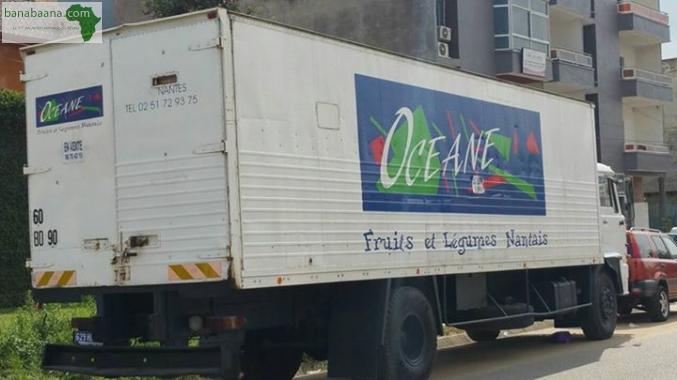 banabaana.com
OCÉANE
Fruits et Légumes Nantais
NANTES
TEL 02 51 72 93 75
EN VENTE
60
80 90
OCÉANE
Fruits et Légumes Nantais